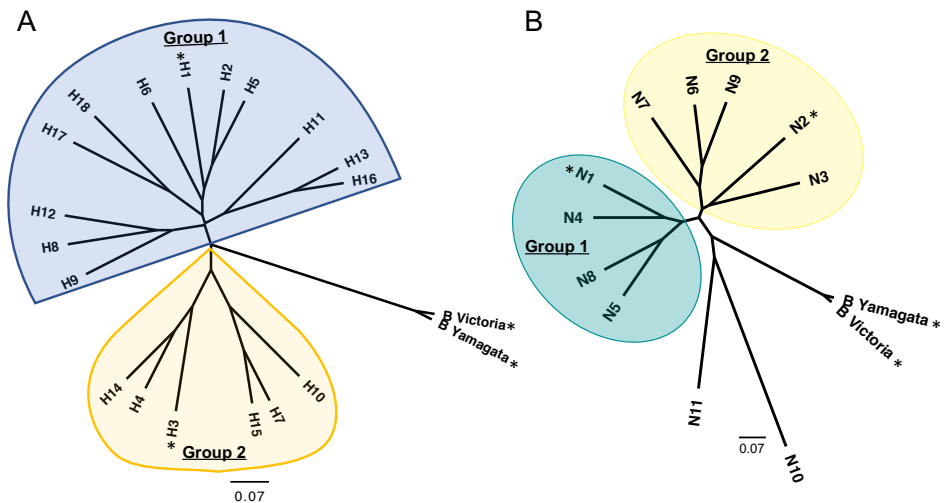 A
Group 1
*H1
H2
H5
H6
H18
H17
H11
H13
H16
H12
H8
H9
B Victoria*
B Yamagata*
H14
H4
*H3
H15
H7
H10
Group 2
0.07
B
Group 2
N9
N6
N7
N2*
N3
*N1
N4
Group 1
N8
N5
B Yamagata*
B Victoria*
N11
N10
0.07